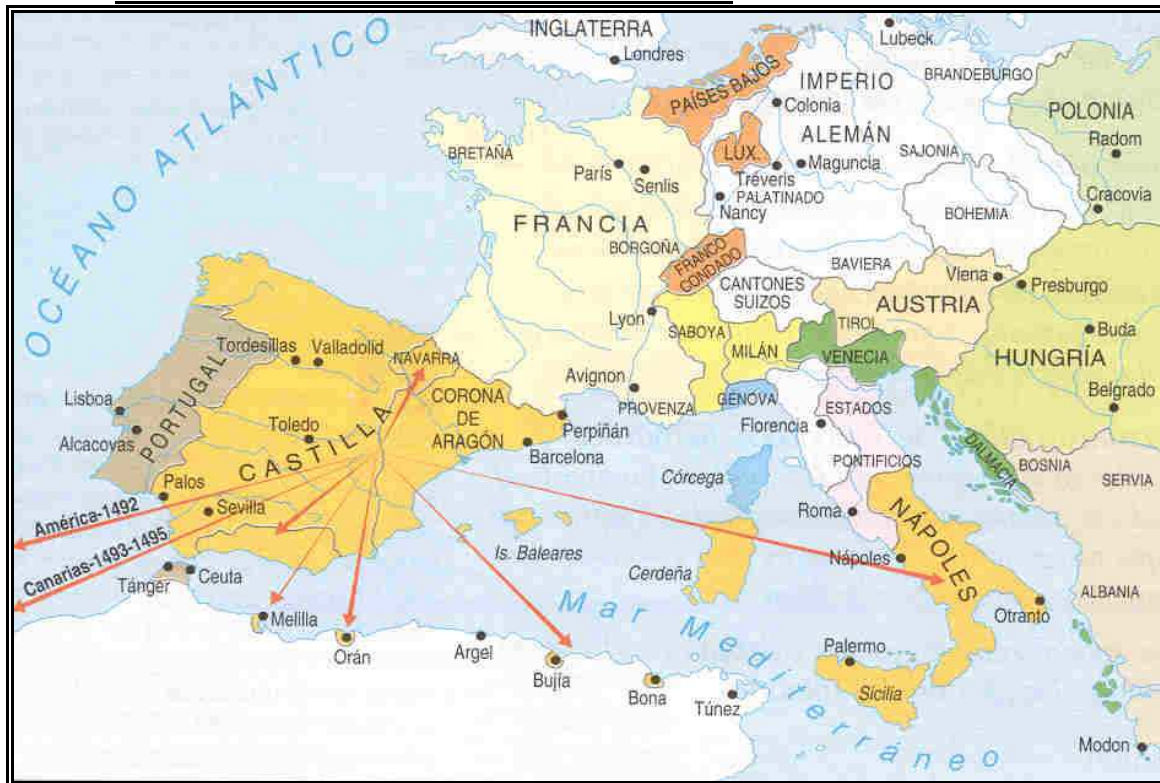 OCÉANO ATLÁNTICO
INGLATERRA
Londres
Lubeck
BRANDEBURGO
PAÍSES BAJOS
IMPERIO
ALEMÁN
Colonia
POLONIA
Radom
SAJONIA
Cracovia
BRETAÑA
París
Senlis
LUX.
Tréveris
Maguncia
PALATINADO
Nancy
BOHEMIA
FRANCIA
BORGOÑA
FRANCO
CONDADO
BAVIERA
CANTONES
SUIZOS
VIena
Presburgo
AUSTRIA
TIROL
Buda
HUNGRÍA
Belgrado
Lyon
SABOYA
MILÁN
VENECIA
Avignon
PROVENZA
GENOVA
Florencia
ESTADOS
PONTIFICIOS
DALMACIA
BOSNIA
SERVIA
Tordesillas
Valladolid
NAVARRA
CORONA
DE
ARAGÓN
Perpiñán
Barcelona
Lisboa
Alcacovas
PORTUGAL
Toledo
CASTILLA
Palos
Sevilla
América-1492
Canarias-1493-1495
Tánger
Ceuta
Melilla
Orán
Argel
Bujía
Bona
Túnez
Is. Baleares
Córcega
Cerdeña
Roma
Nápoles
NÁPOLES
Otranto
ALBANIA
Palermo
Sicilia
Modon
Mar Mediterráneo